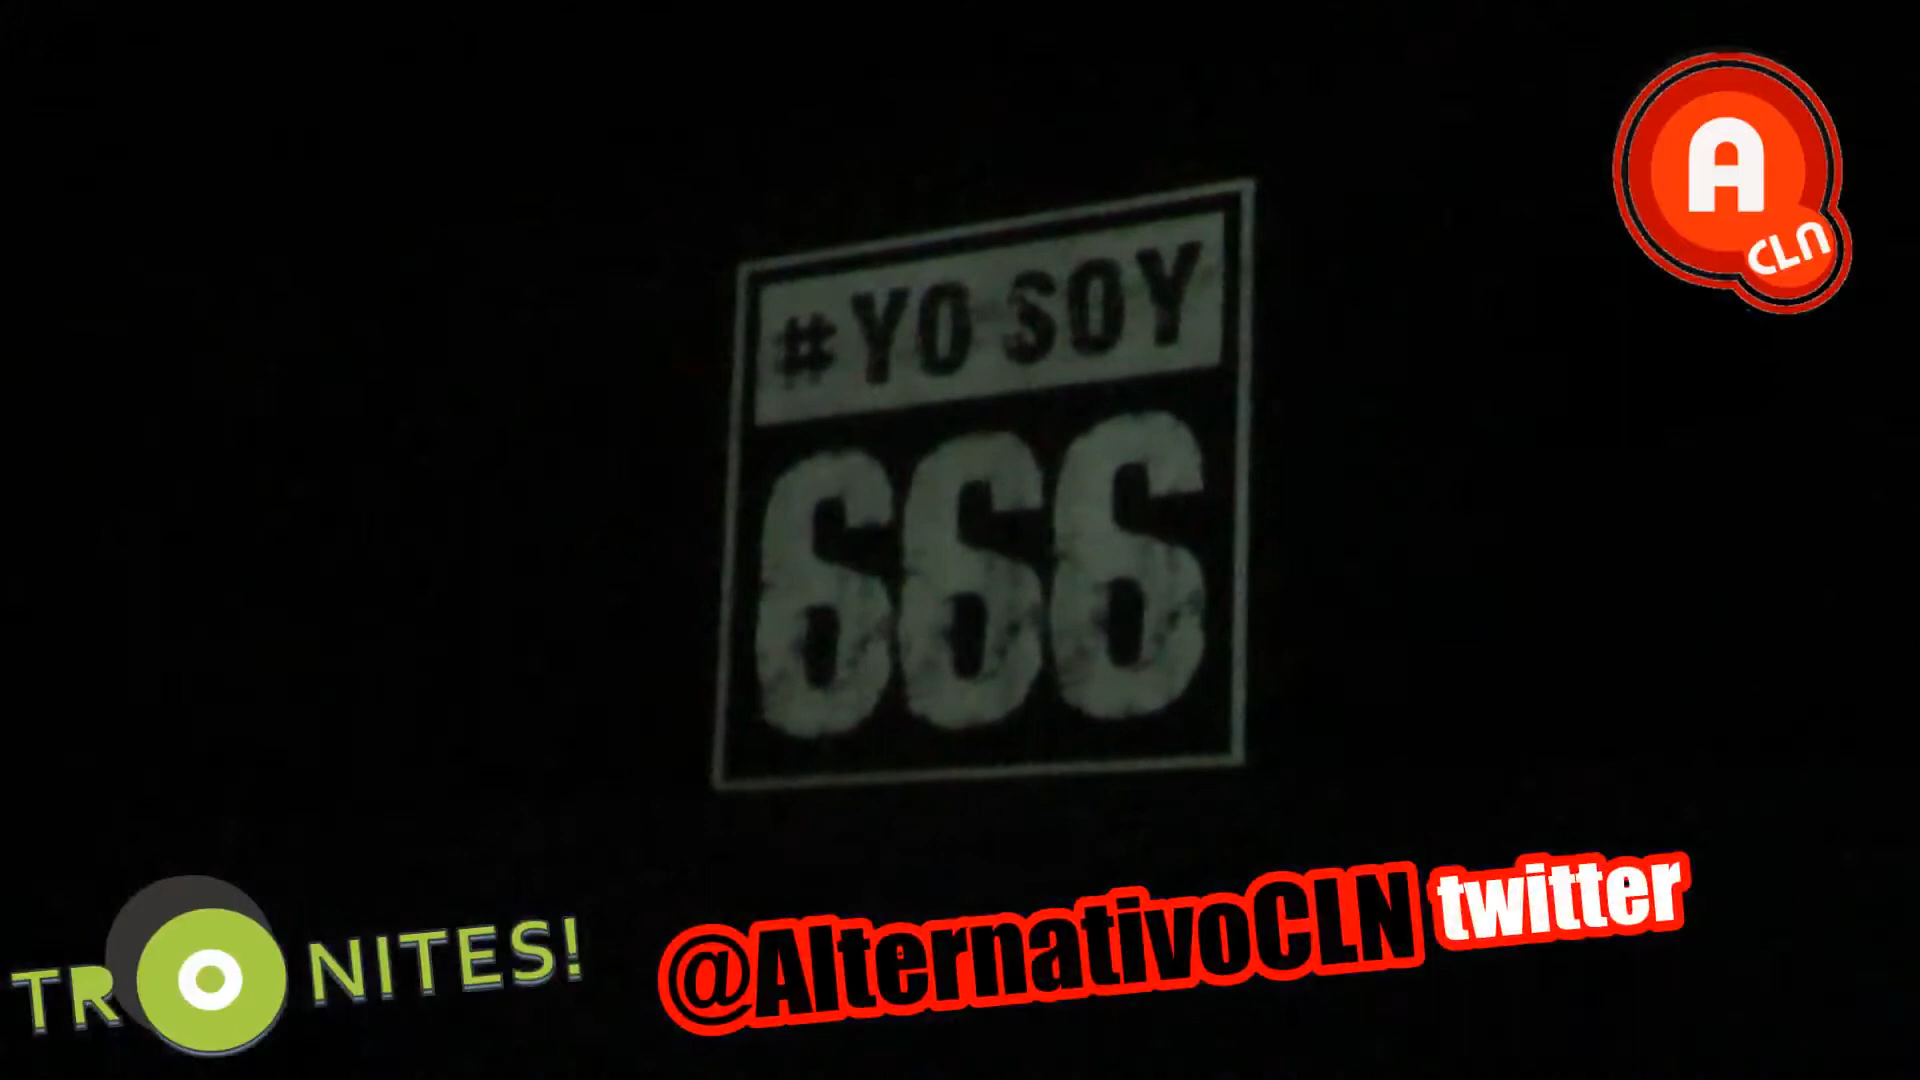 A
CLN
#YO SOY
666
TRONITES!
@AlternativoCLN twitter